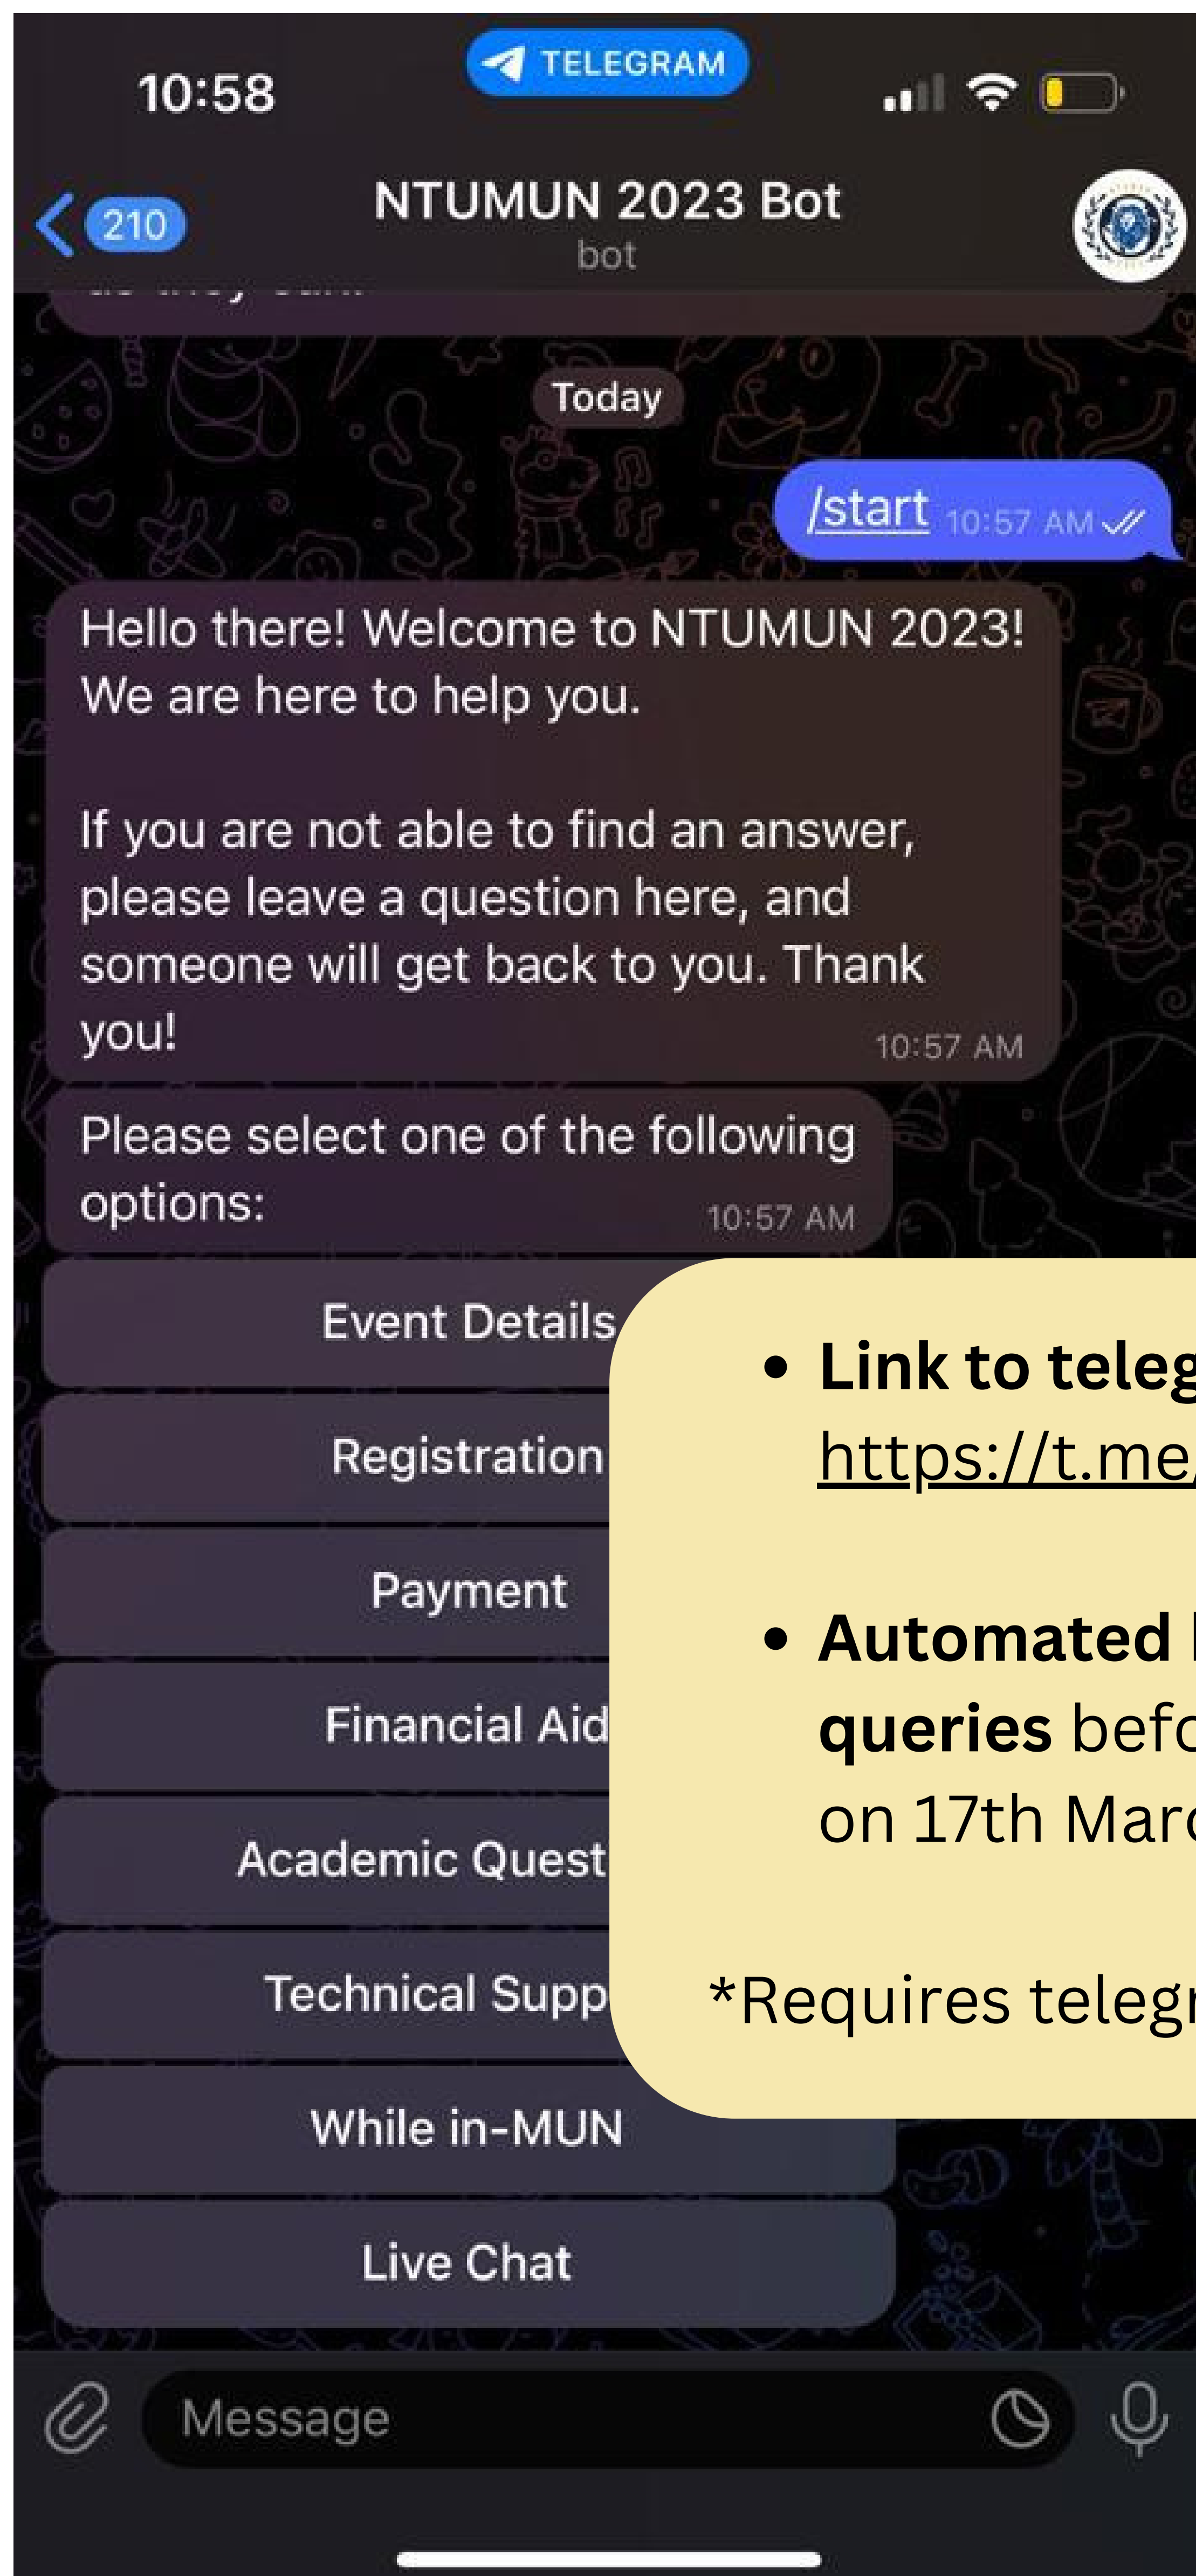 10:58
TELEGRAM
210
NTUMUN 2023 Bot
bot
Today
/start 10:57 AM
Hello there! Welcome to NTUMUN 2023!
We are here to help you.
If you are not able to find an answer,
please leave a question here, and
someone will get back to you. Thank
you!
10:57 AM
Please select one of the following
options:
10:57 AM
Event Details
Registration
Payment
Financial Aid
Academic Quest
Technical Supp
While in-MUN
Live Chat
Message
• Link to teleg
https://t.me/
• Automated
queries befo
on 17th Marc
*Requires telegr